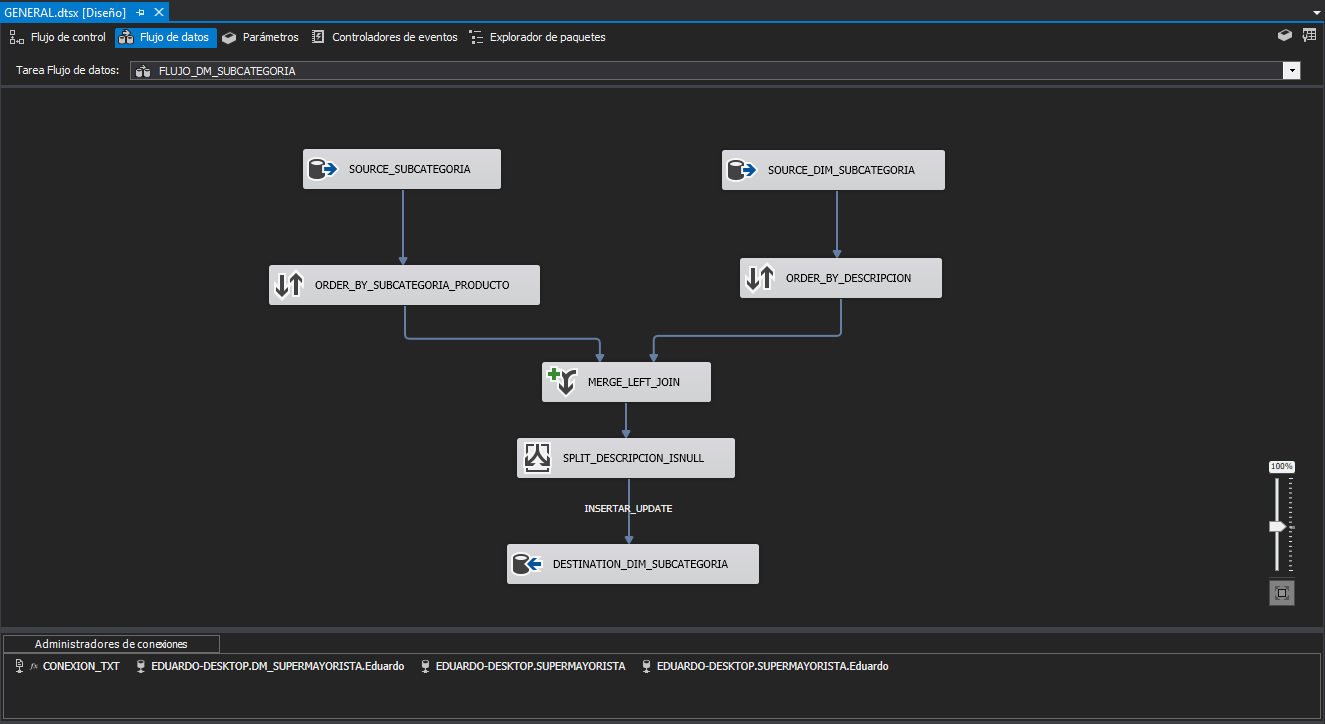 GENERAL.dtsx [Diseño]
Flujo de control
Flujo de datos
Parámetros
Controladores de eventos
Explorador de paquetes
Tarea Flujo de datos:
FLUJO_DM_SUBCATEGORIA
SOURCE_SUBCATEGORIA
SOURCE_DIM_SUBCATEGORIA
ORDER_BY_SUBCATEGORIA_PRODUCTO
ORDER_BY_DESCRIPCION
MERGE_LEFT_JOIN
SPLIT_DESCRIPCION_ISNULL
INSERTAR_UPDATE
DESTINATION_DIM_SUBCATEGORIA
100%
Administradores de conexiones
fx CONEXION_TXT
EDUARDO-DESKTOP.DM_SUPERMAYORISTA.Eduardo
EDUARDO-DESKTOP.SUPERMAYORISTA
EDUARDO-DESKTOP.SUPERMAYORISTA.Eduardo